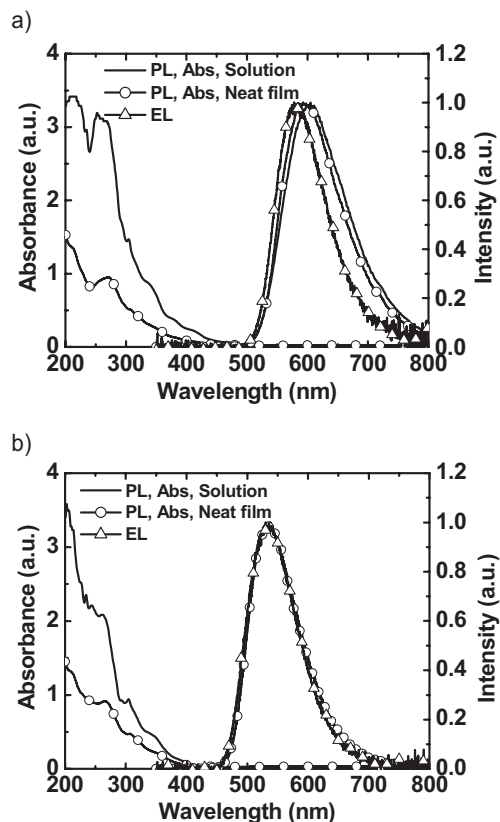 a)
4
3
2
1
0
Absorbance (a.u.)
PL, Abs, Solution
PL, Abs, Neat film
EL
1.2
1.0
0.8
0.6
0.4
0.2
0.0
Intensity (a.u.)
200 300 400 500 600 700 800
Wavelength (nm)
b)
4
3
2
1
0
Absorbance (a.u.)
PL, Abs, Solution
PL, Abs, Neat film
EL
1.2
1.0
0.8
0.6
0.4
0.2
0.0
Intensity (a.u.)
200 300 400 500 600 700 800
Wavelength (nm)